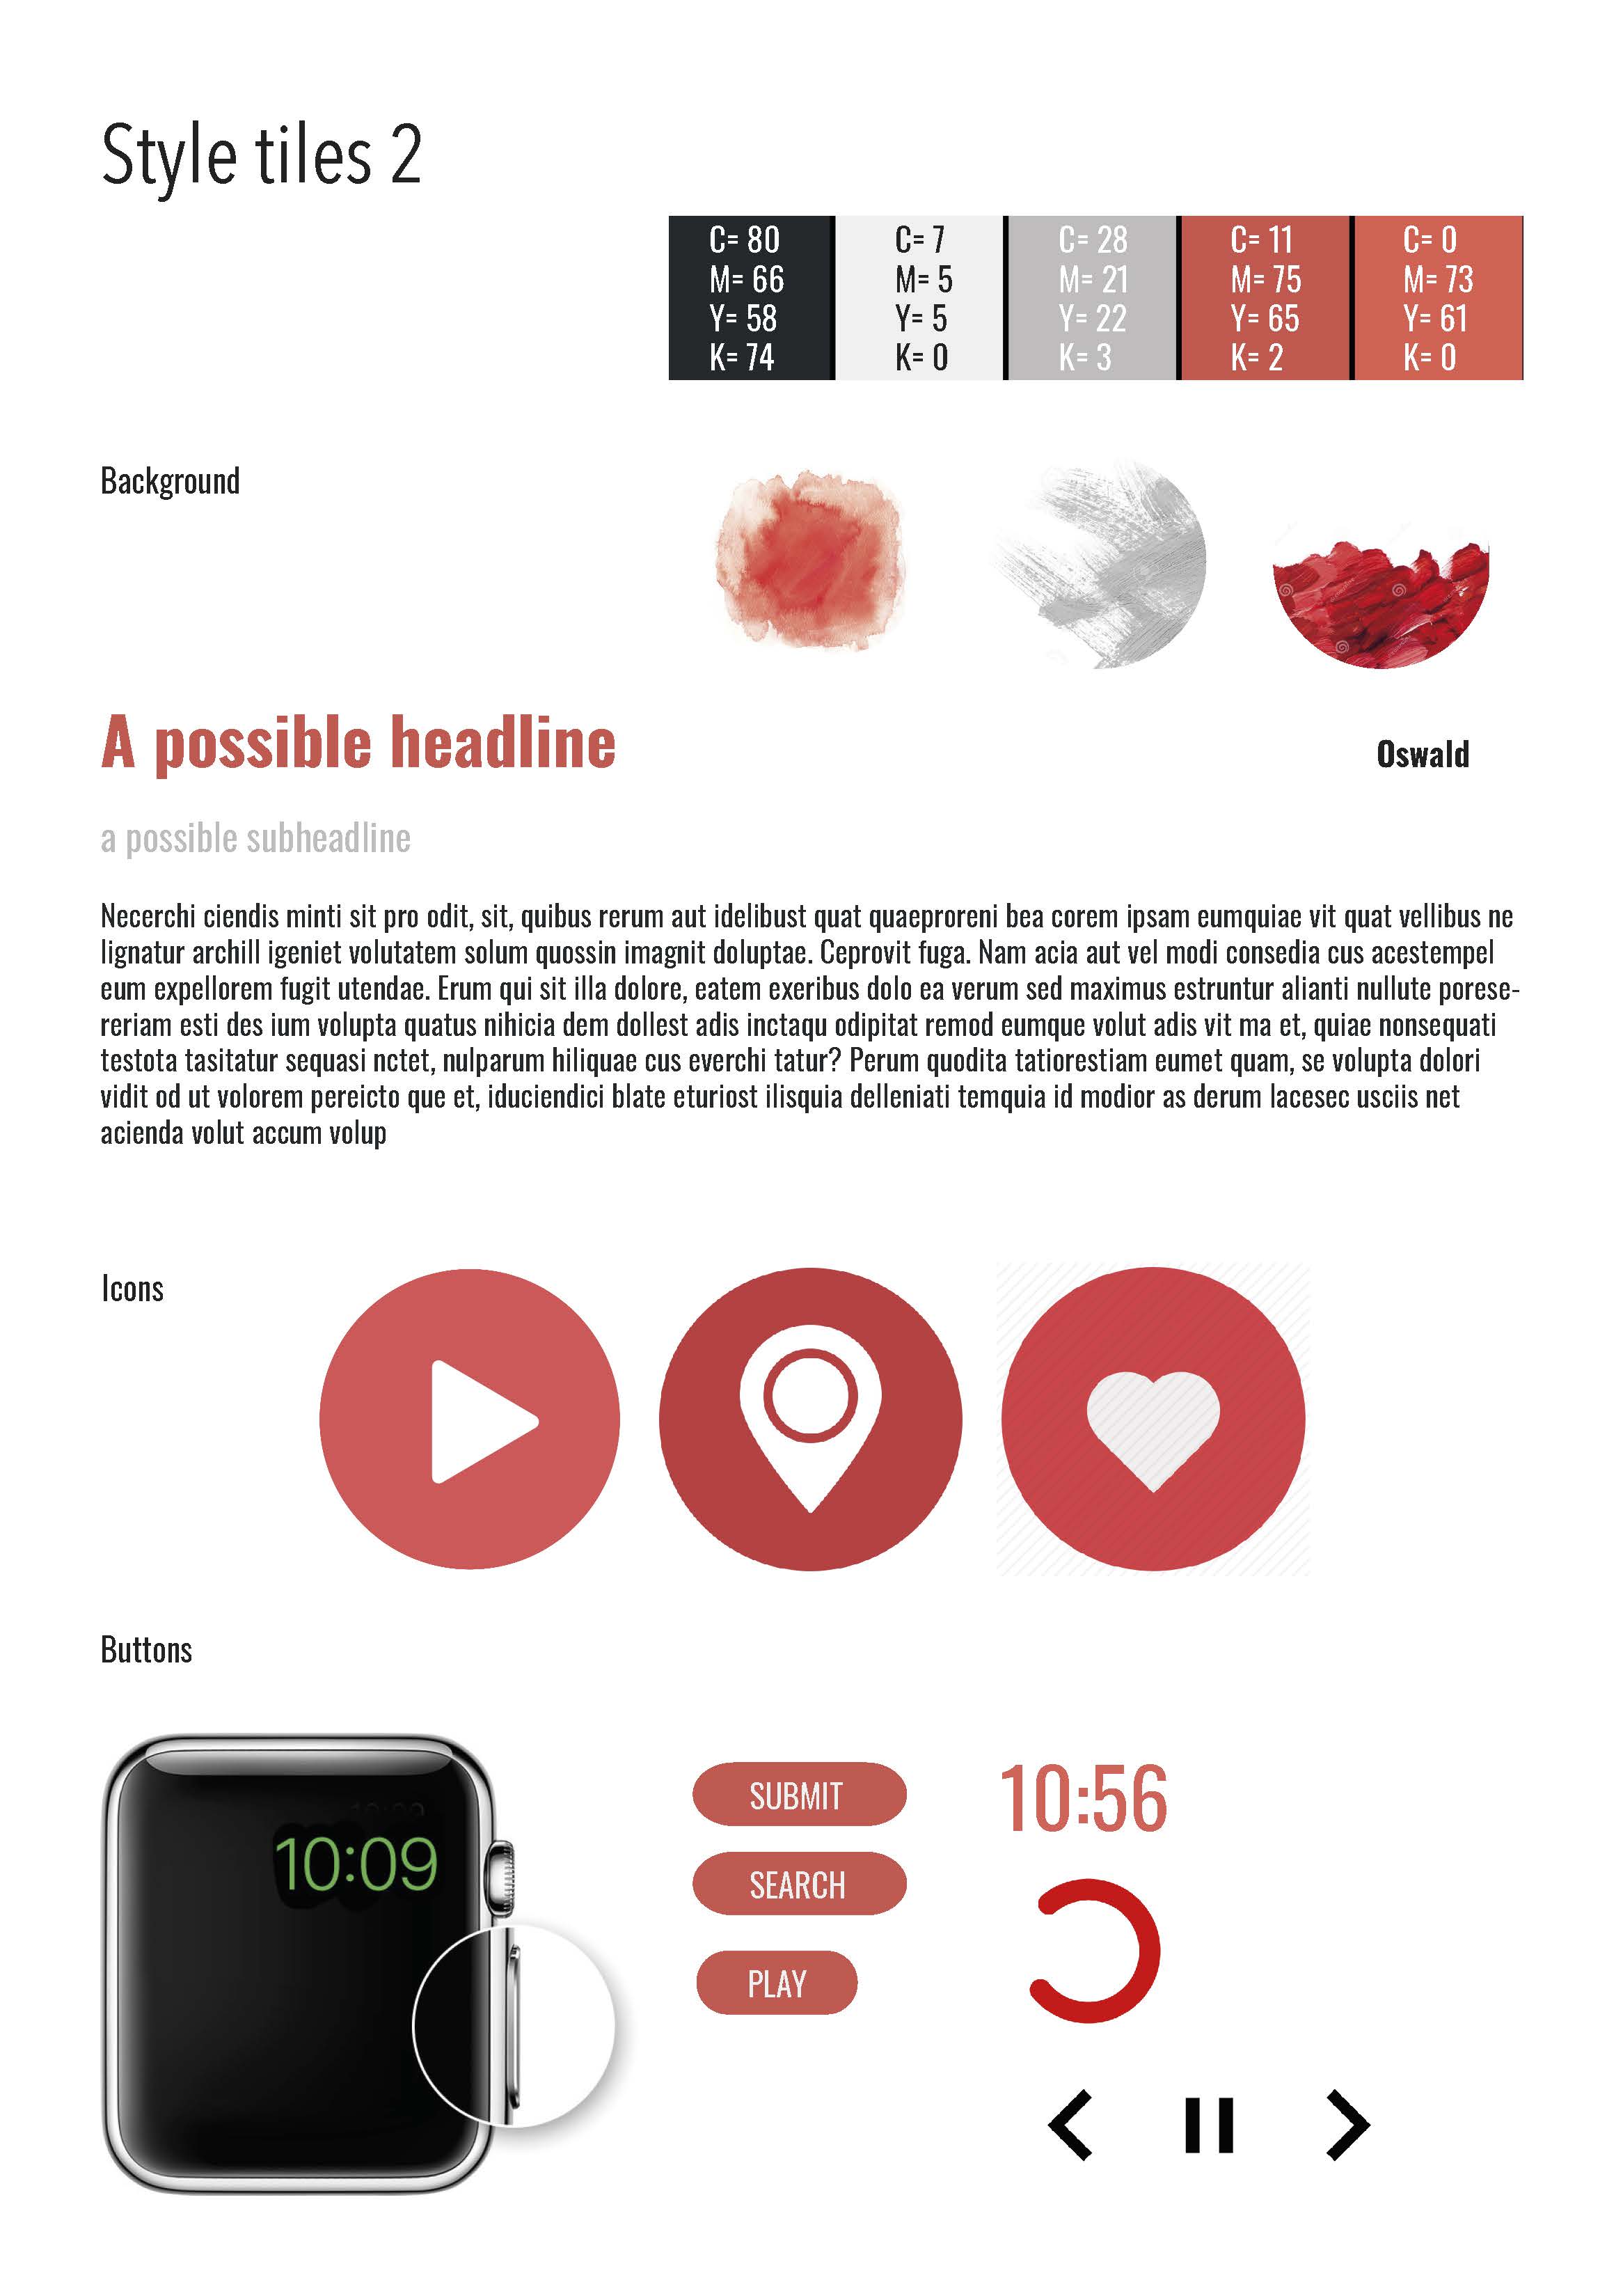 Style tiles 2
C= 80
M= 66
Y= 58
K= 74
C= 7
M= 5
Y= 5
K= 0
C= 28
M= 21
Y= 22
K= 3
C= 11
M= 75
Y= 65
K= 2
C= 0
M= 73
Y= 61
K= 0
Background
A possible headline
Oswald
a possible subheadline
Necerchi ciendis minti sit pro odit, sit, quibus rerum aut idelibust quat quaeproreni bea corem ipsam eumquiae vit quat vellibus ne
lignatur archill igeniet volutatem solum quossin imagnit doluptae. Ceprovit fuga. Nam acia aut vel modi consedia cus acestempel
eum expellorem fugit utendae. Erum qui sit illa dolore, eatem exeribus dolo ea verum sed maximus estruntur alianti nullute porese-
reriam esti des ium volupta quatus nihicia dem dollest adis inctaqu odipitat remod eumque volut adis vit ma et, quiae nonsequati
testota tasitatur sequasi nctet, nulparum hiliquae cus everchi tatur? Perum quodita tatiorestiam eumet quam, se volupta dolori
vidit od ut volorem pereicto que et, iduciendici blate eturiost ilisquia delleniati temquia id modior as derum lacesec usciis net
acienda volut accum volup
Icons
Buttons
10:09
10:09
SUBMIT
SEARCH
PLAY
10:56